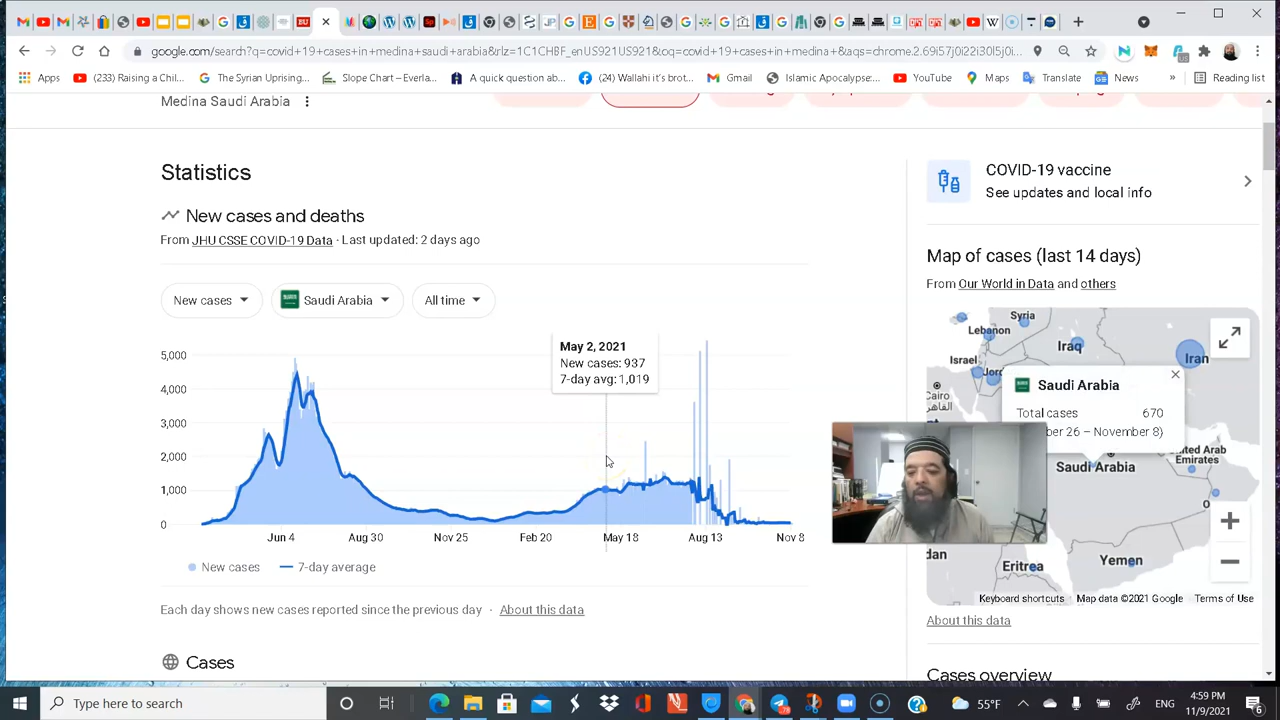 google.com/search?q=covid+19+cases+in+medina+saudi+arabia&rlz=1C1CHBF_enUS921US921&oq=covid+19+cases+in+medina+&aqs=chrome.2.69i57j0i22i30l5j0i...
Apps
(233) Raising a Chil...
The Syrian Uprising...
Slope Chart – Everla...
A quick question ab...
(24) Wallahi it's brot...
Gmail
Islamic Apocalypse:...
YouTube
Maps
Translate
News
»
Reading list
Medina Saudi Arabia
Statistics
New cases and deaths
From JHU CSSE COVID-19 Data · Last updated: 2 days ago
New cases
Saudi Arabia
All time
May 2, 2021
New cases: 937
7-day avg: 1,019
5,000
4,000
3,000
2,000
1,000
0
Jun 4
Aug 30
Nov 25
Feb 20
May 18
Aug 13
Nov 8
New cases
7-day average
Each day shows new cases reported since the previous day · About this data
Cases
COVID-19 vaccine
See updates and local info
Map of cases (last 14 days)
From Our World in Data and others
Syria
Lebanon
Iraq
Israel
Iran
Jord
Cairo
القاهرة
Saudi Arabia
Total cases 670
ber 26 – November 8)
Saudi Arabia
United Arab
Emirates
O
dan
Eritrea
Yemen
Keyboard shortcuts
Map data ©2021 Google
Terms of Use
About this data
Cases overview
Type here to search
78
55°F
ENG
4:59 PM
11/9/2021
6